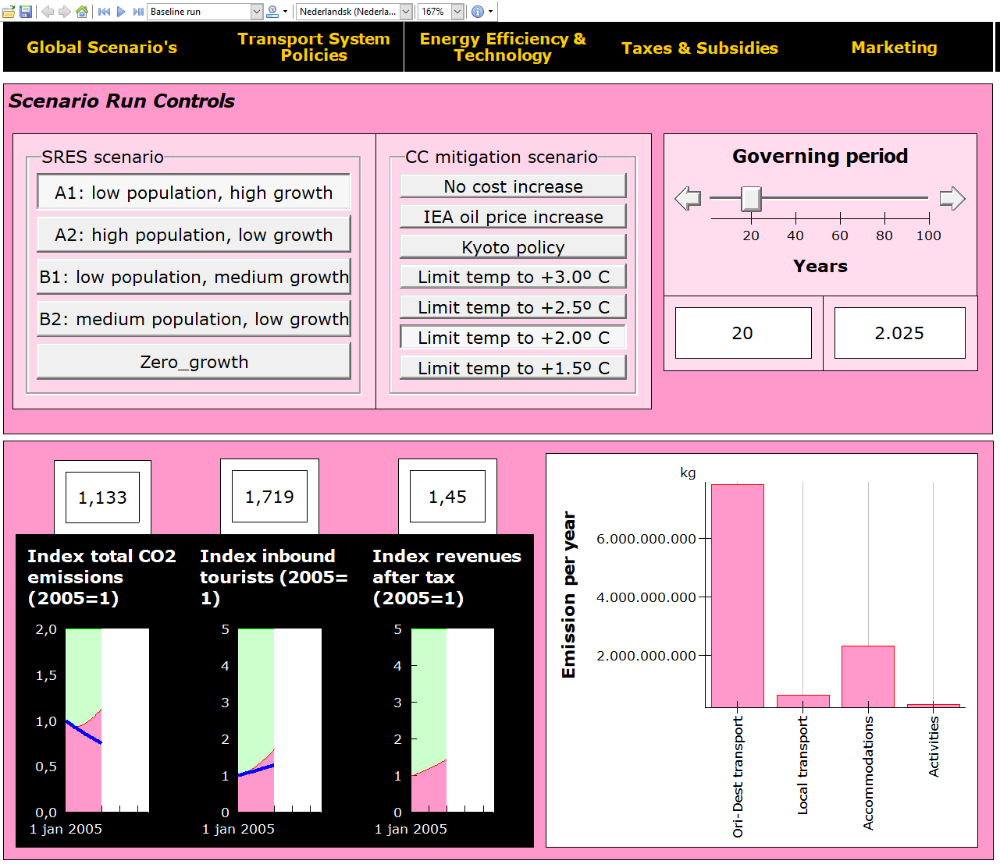 Baseline run
Nederlandsk (Nederla...
167%
Global Scenario's
Transport System
Policies
Energy Efficiency &
Technology
Taxes & Subsidies
Marketing
Scenario Run Controls
SRES scenario
A1: low population, high growth
A2: high population, low growth
B1: low population, medium growth
B2: medium population, low growth
Zero_growth
CC mitigation scenario
No cost increase
IEA oil price increase
Kyoto policy
Limit temp to +3.0º C
Limit temp to +2.5º C
Limit temp to +2.0º C
Limit temp to +1.5º C
Governing period
20 40 60 80 100
Years
20
2.025
1,133
1,719
1,45
Index total CO2
emissions
(2005=1)
2,0
1,5
1,0
0,5
0,0
1 jan 2005
Index inbound
tourists (2005=
1)
5
4
3
2
1
0
1 jan 2005
Index revenues
after tax
(2005=1)
5
4
3
2
1
0
1 jan 2005
kg
Emission per year
6.000.000.000
4.000.000.000
2.000.000.000
Ori-Dest transport
Local transport
Accommodations
Activities